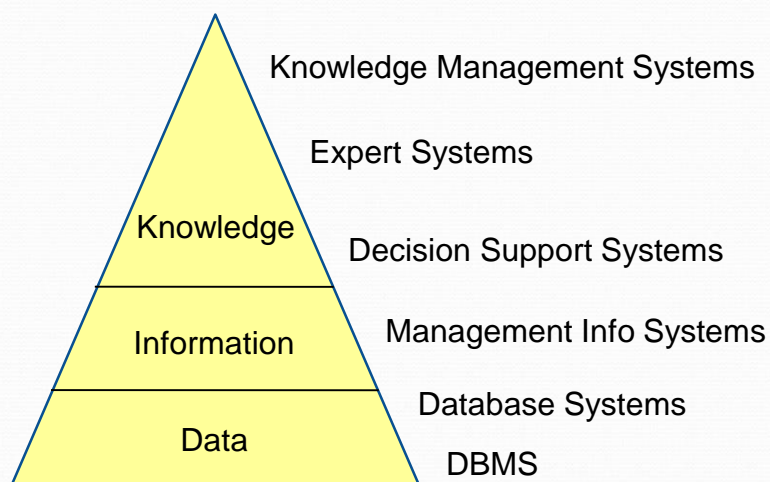 Knowledge Management Systems
Expert Systems
Knowledge
Decision Support Systems
Management Info Systems
Information
Database Systems
Data
DBMS